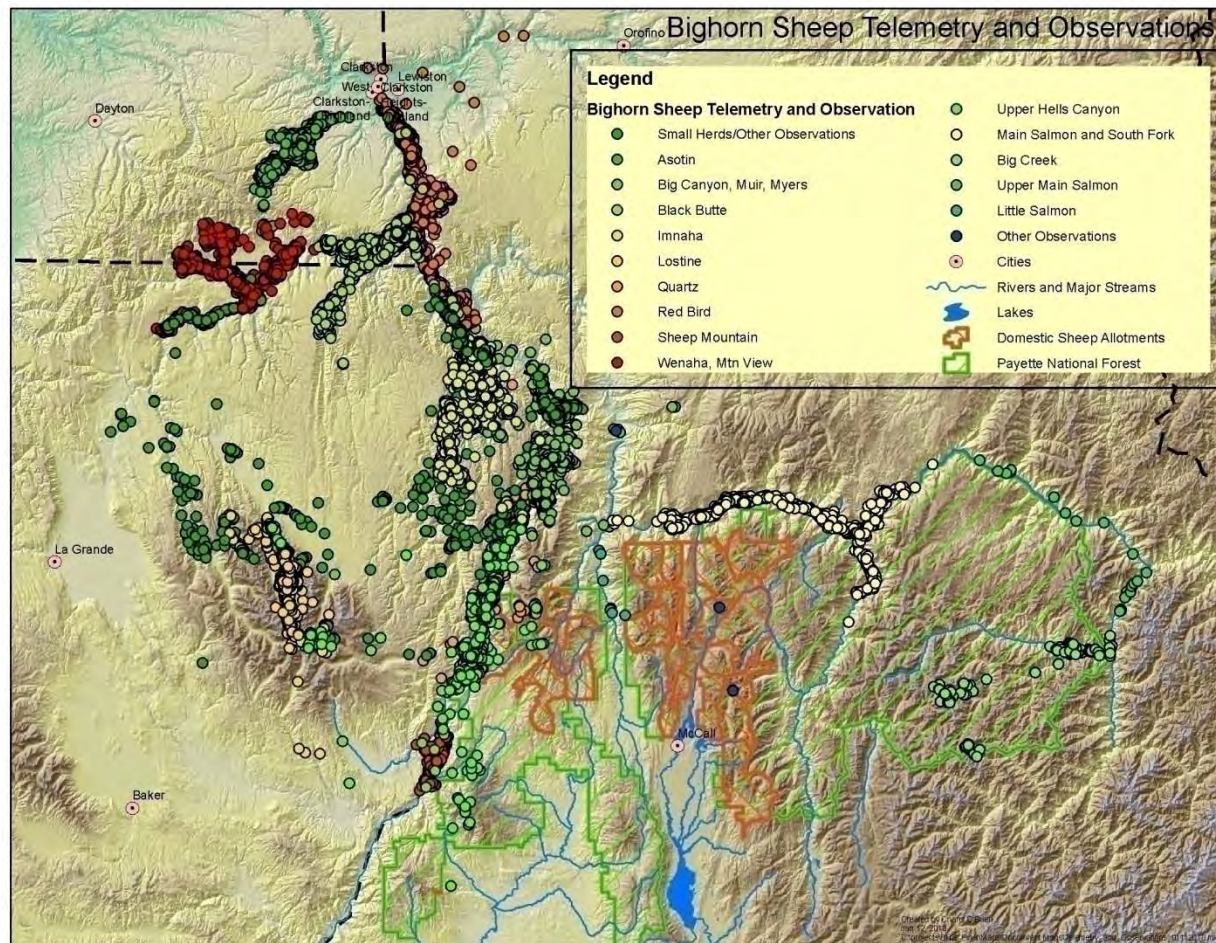 Bighorn Sheep Telemetry and Observations
Orofino
Clarkston
Lewiston
West Clarkston
Clarkston Heights-
Dayton
Legend
Bighorn Sheep Telemetry and Observation
Small Herds/Other Observations
Asotin
Big Canyon, Muir, Myers
Black Butte
Imnaha
Lostine
Quartz
Red Bird
Sheep Mountain
Wenaha, Mtn View
Upper Hells Canyon
Main Salmon and South Fork
Big Creek
Upper Main Salmon
Little Salmon
Other Observations
Cities
Rivers and Major Streams
Lakes
Domestic Sheep Allotments
Payette National Forest
La Grande
McCall
Baker